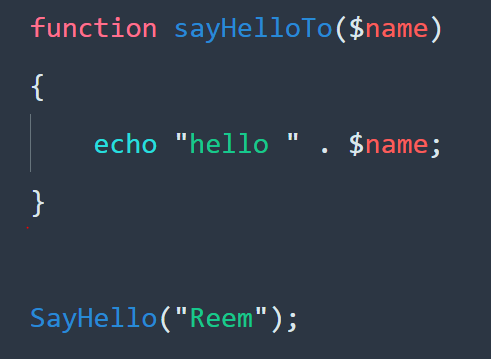 function sayHelloTo($name)
{
echo "hello " . $name;
}
SayHello("Reem");